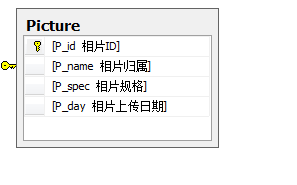 Picture
[P_id 相片ID]
[P_name 相片归属]
[P_spec 相片规格]
[P_day 相片上传日期]